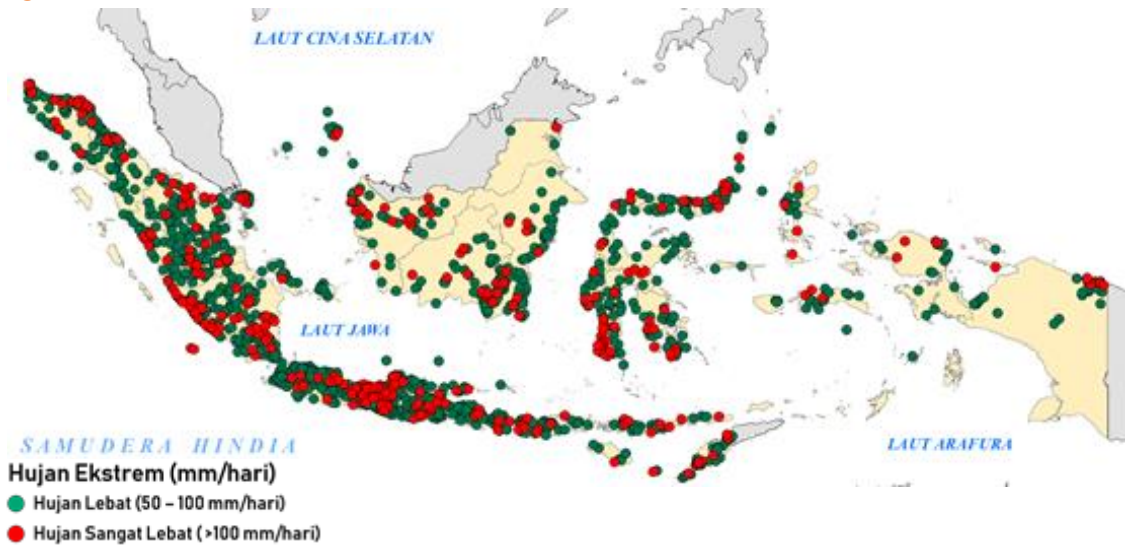 LAUT CINA SELATAN
LAUT JAWA
SAMUDERA HINDIA
LAUT ARAFURA
Hujan Ekstrem (mm/hari)
Hujan Lebat (50 – 100 mm/hari)
Hujan Sangat Lebat ( >100 mm/hari)